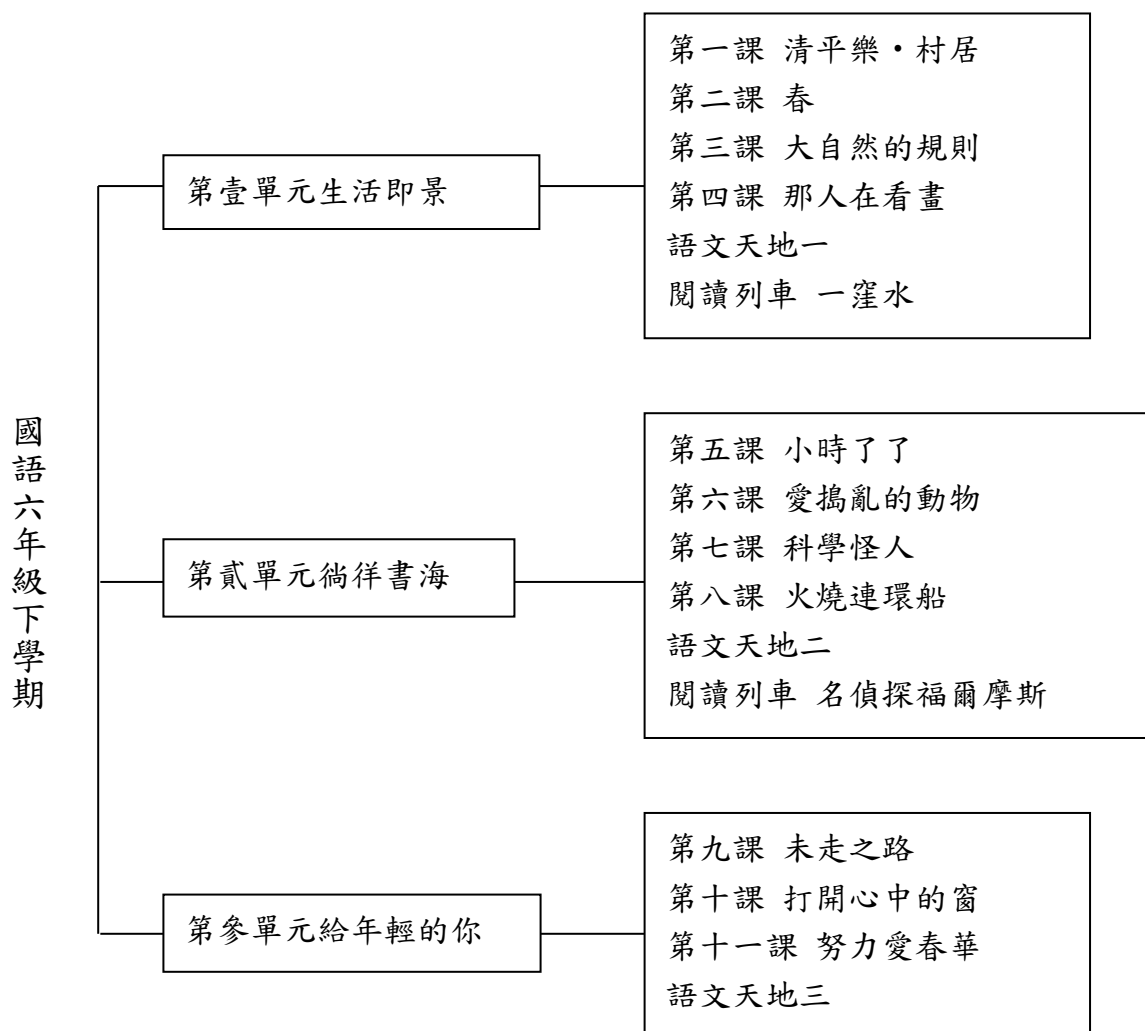 國語六年級下學期
第壹單元生活即景
第一課 清平樂・村居
第二課 春
第三課 大自然的規則
第四課 那人在看畫
語文天地一
閱讀列車 一窪水
第貳單元徜徉書海
第五課 小時了了
第六課 愛搗亂的動物
第七課 科學怪人
第八課 火燒連環船
語文天地二
閱讀列車 名偵探福爾摩斯
第參單元給年輕的你
第九課 未走之路
第十課 打開心中的窗
第十一課 努力愛春華
語文天地三